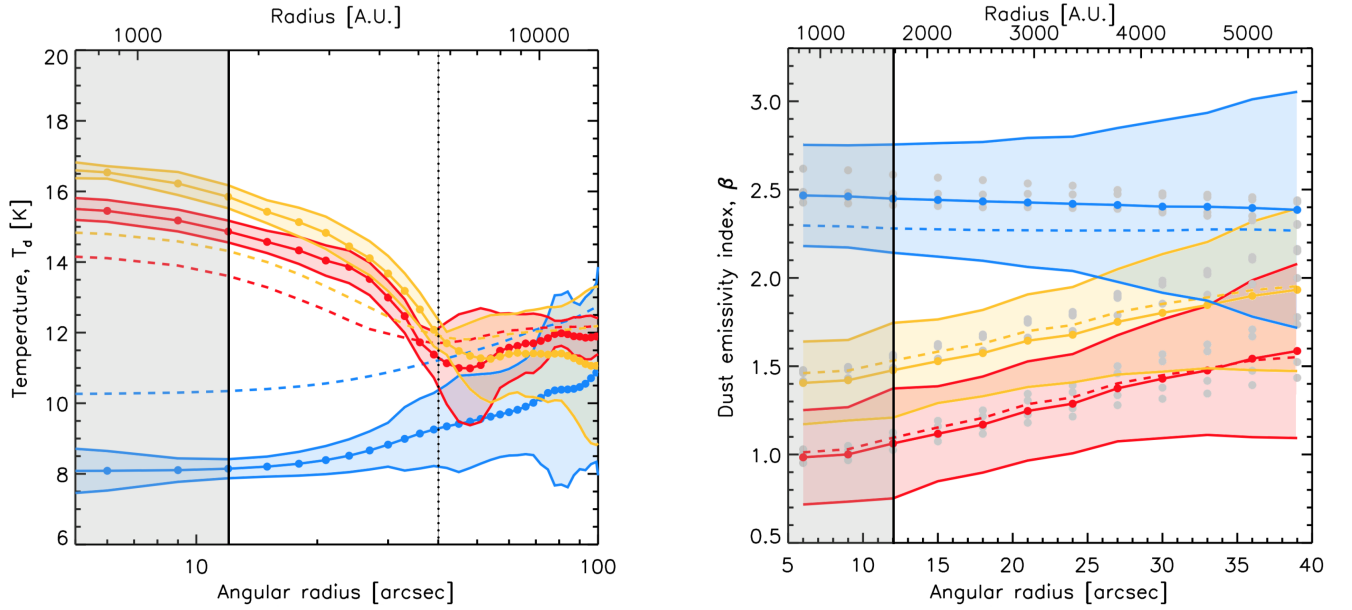 Radius [A.U.]
1000 10000
20
18
16
14
12
10
8
6
Temperature, T_d [K]
10 100
Angular radius [arcsec]
Radius [A.U.]
1000 2000 3000 4000 5000
3.0
2.5
2.0
1.5
1.0
0.5
Dust emissivity index, β
5 10 15 20 25 30 35 40
Angular radius [arcsec]